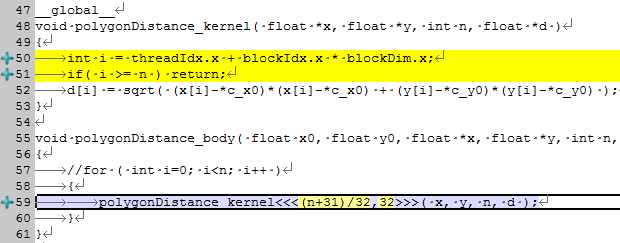 47 __global__
48 void polygonDistance_kernel( float *x, float *y, int n, float *d )
49 {
50 int i = threadIdx.x + blockIdx.x * blockDim.x;
51 if( i >= n ) return;
52 d[i] = sqrt( (x[i]-*c_x0)*(x[i]-*c_x0) + (y[i]-*c_y0)*(y[i]-*c_y0) );
53 }
54
55 void polygonDistance_body( float x0, float y0, float *x, float *y, int n,
56 {
57 //for ( int i=0; i<n; i++ )
58 {
59 polygonDistance_kernel<<<(n+31)/32,32>>>( x, y, n, d );
60 }
61 }